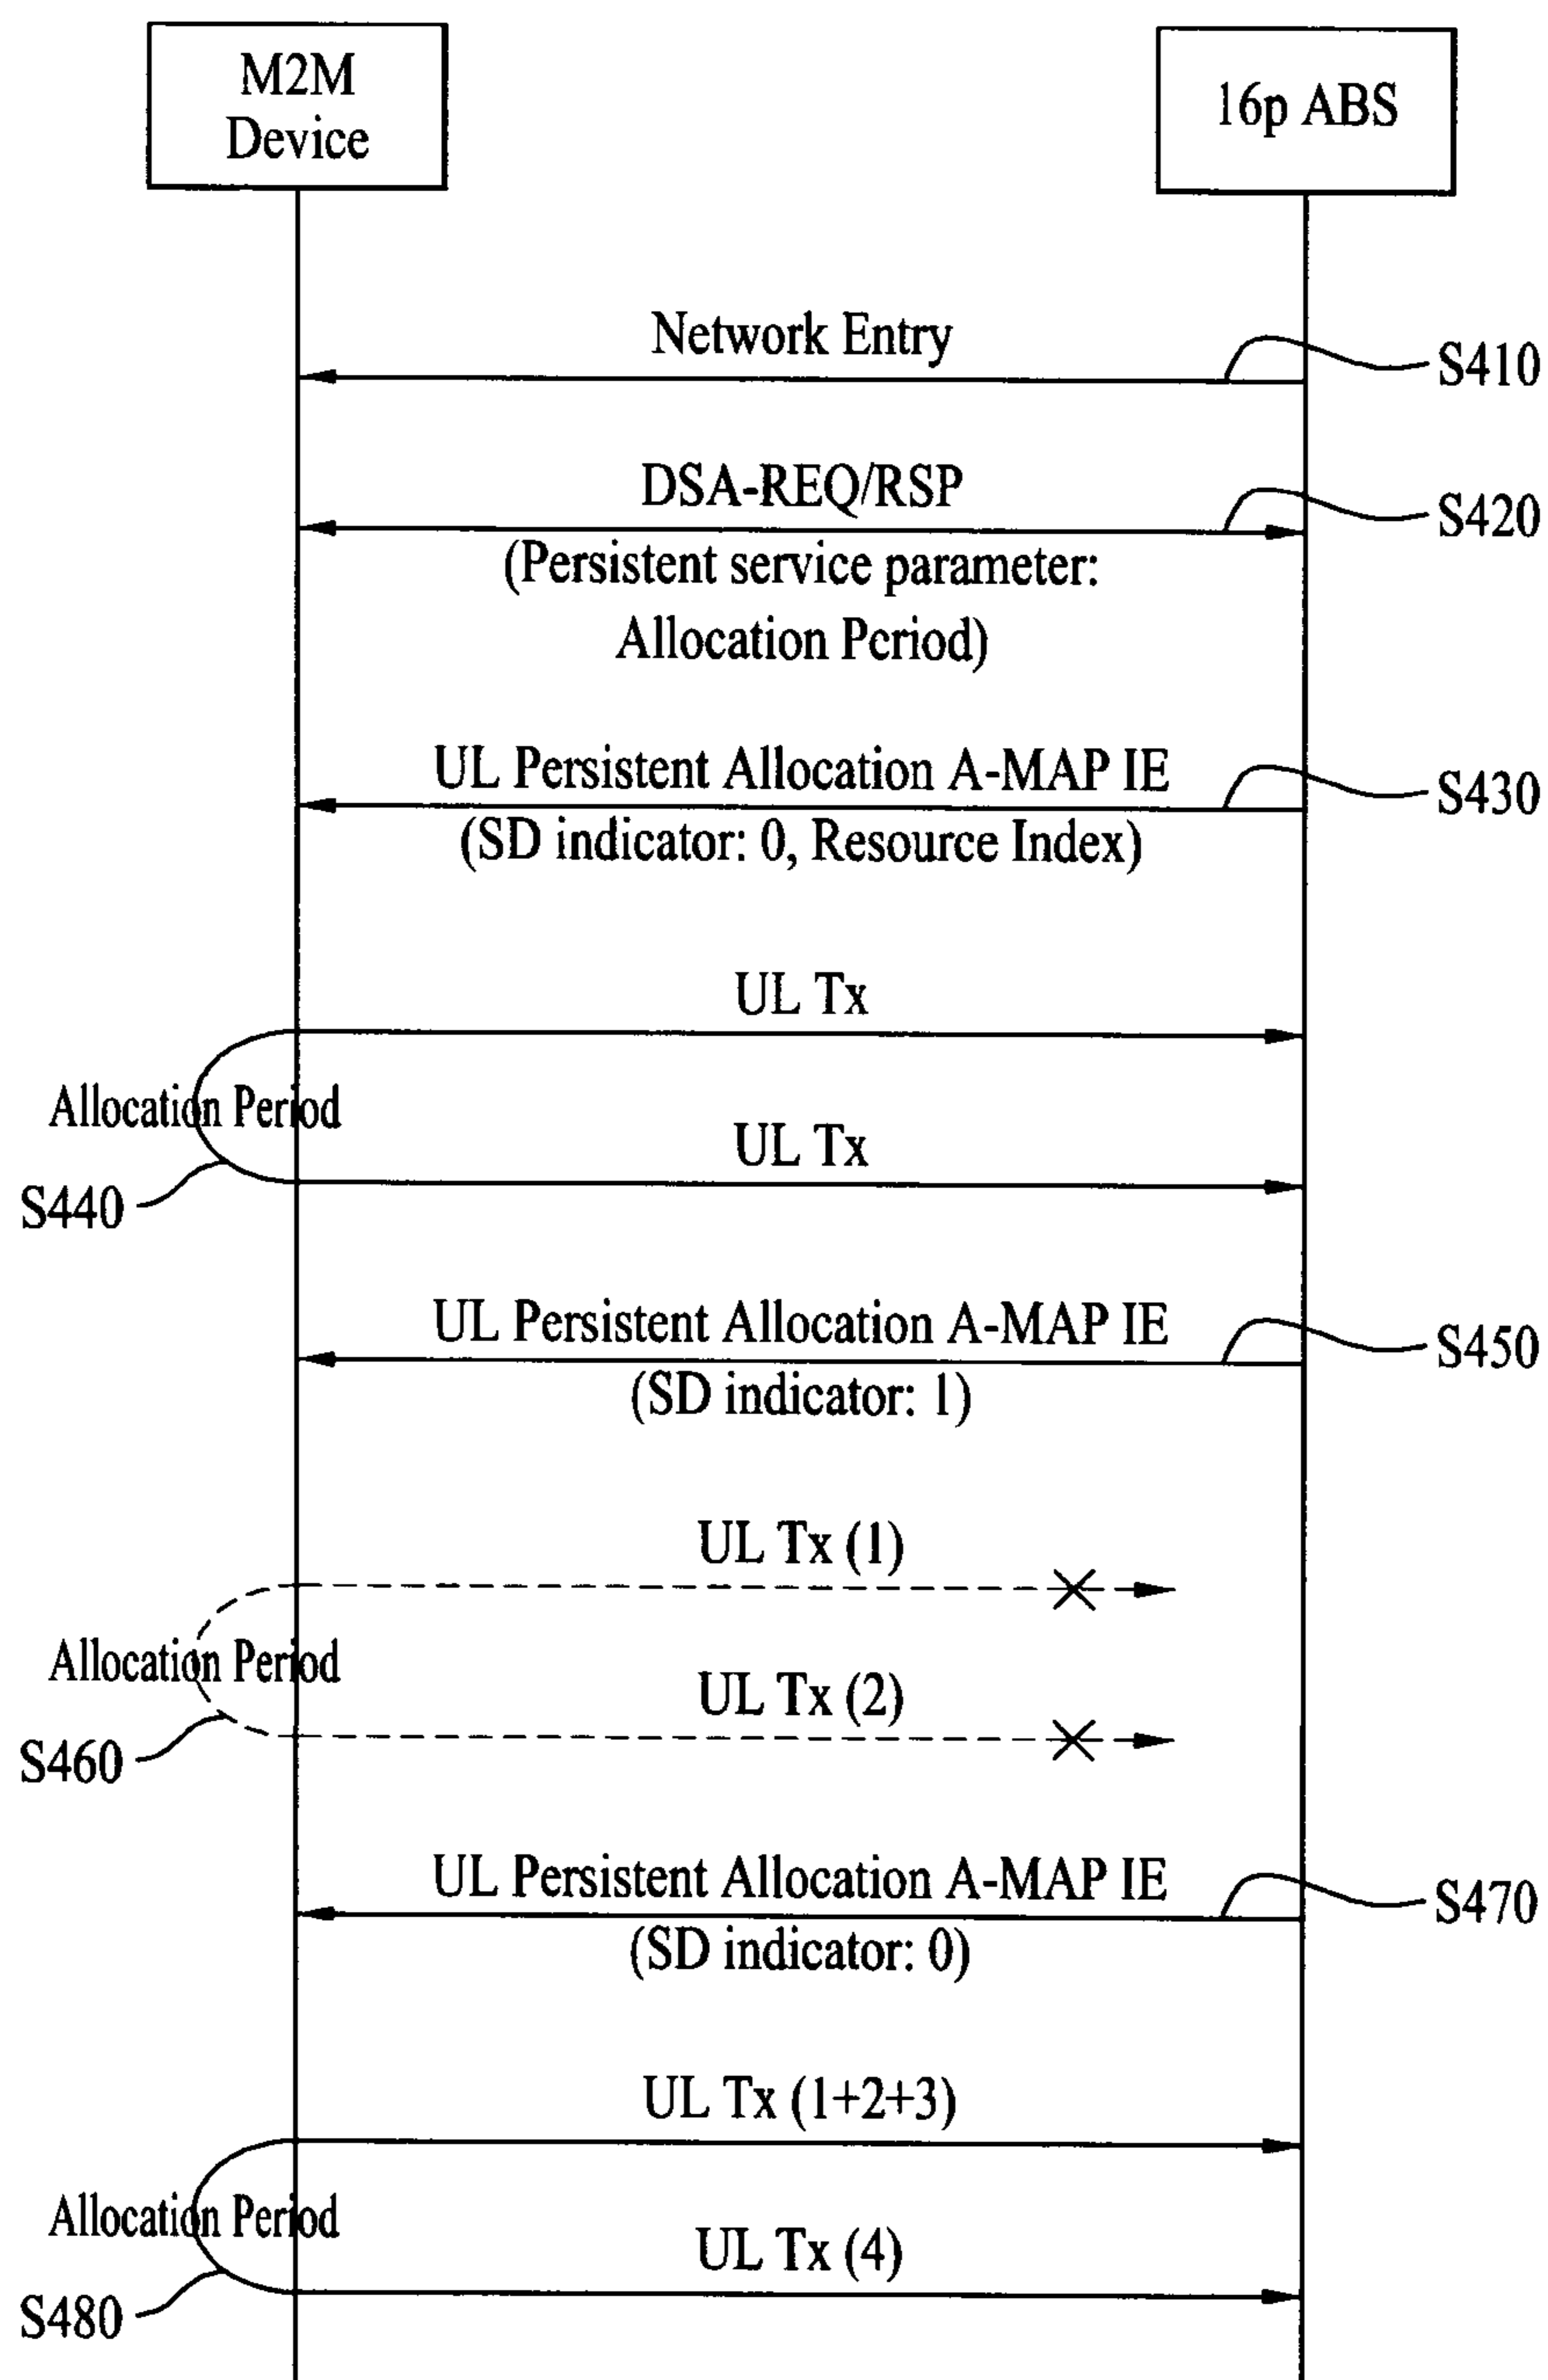 M2M
Device
16p ABS
Network Entry
S410
DSA-REQ/RSP
S420
(Persistent service parameter:
Allocation Period)
UL Persistent Allocation A-MAP IE
S430
(SD indicator: 0, Resource Index)
UL Tx
Allocation Period
UL Tx
S440
UL Persistent Allocation A-MAP IE
S450
(SD indicator: 1)
UL Tx (1)
Allocation Period
UL Tx (2)
S460
UL Persistent Allocation A-MAP IE
S470
(SD indicator: 0)
UL Tx (1+2+3)
Allocation Period
UL Tx (4)
S480